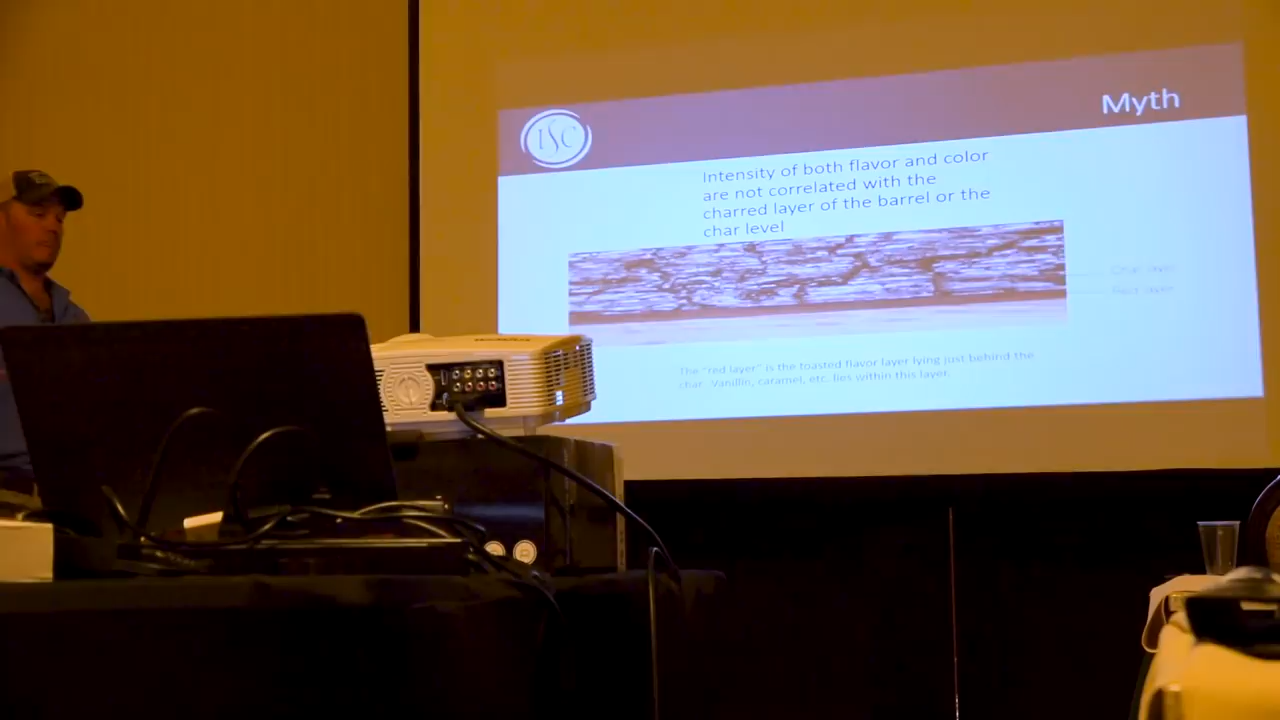 Myth
ISC
Intensity of both flavor and color
are not correlated with the
charred layer of the barrel or the
char level
Char layer
Red layer
The "red layer" is the toasted flavor layer lying just behind the
char. Vanillin, caramel, etc. lies within this layer.